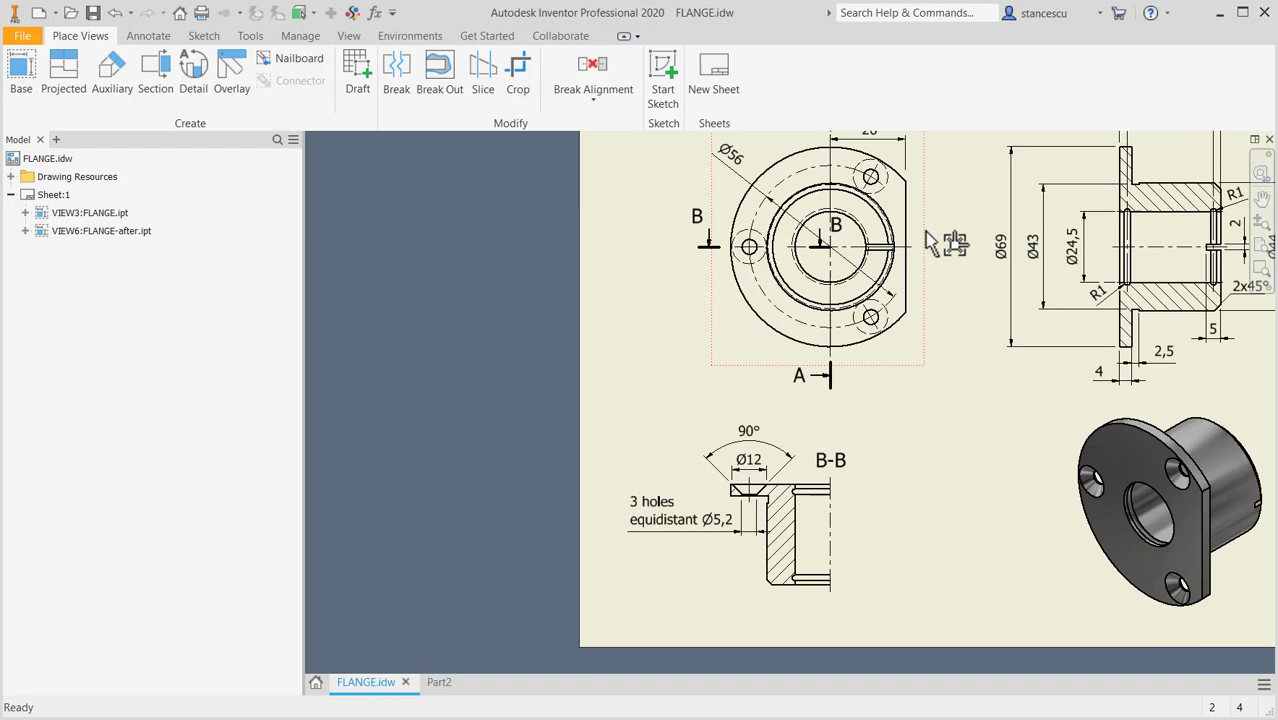 Autodesk Inventor Professional 2020 FLANGE.idw
Search Help & Commands...
stancescu
File Place Views Annotate Sketch Tools Manage View Environments Get Started Collaborate
Base
Projected
Auxiliary
Section
Detail
Overlay
Nailboard
Connector
Draft
Break
Break Out
Slice
Crop
Break Alignment
Start
Sketch
New Sheet
Create
Modify
Sketch
Sheets
Model
FLANGE.idw
Drawing Resources
Sheet:1
VIEW3:FLANGE.ipt
VIEW6:FLANGE-after.ipt
Ø56
B
B
A
Ø69
Ø43
Ø24,5
R1
R1
2
2x45°
5
2,5
4
90°
Ø12
B-B
3 holes
equidistant Ø5,2
FLANGE.idw
Part2
Ready
2 4